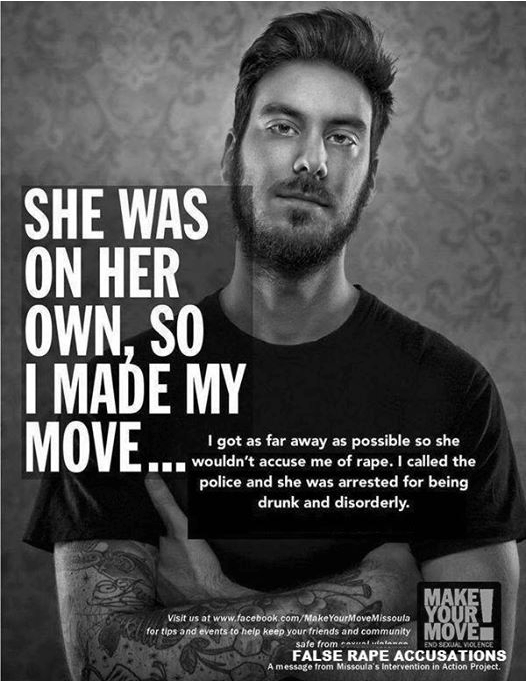 SHE WAS
ON HER
OWN, SO
I MADE MY
MOVE...
I got as far away as possible so she
wouldn't accuse me of rape. I called the
police and she was arrested for being
drunk and disorderly.
Visit us at www.facebook.com/MakeYourMoveMissoula
for tips and events to help keep your friends and community
safe from
FALSE RAPE ACCUSATIONS
A message from Missoula's Intervention in Action Project.
MAKE
YOUR
MOVE!
END SEXUAL VIOLENCE